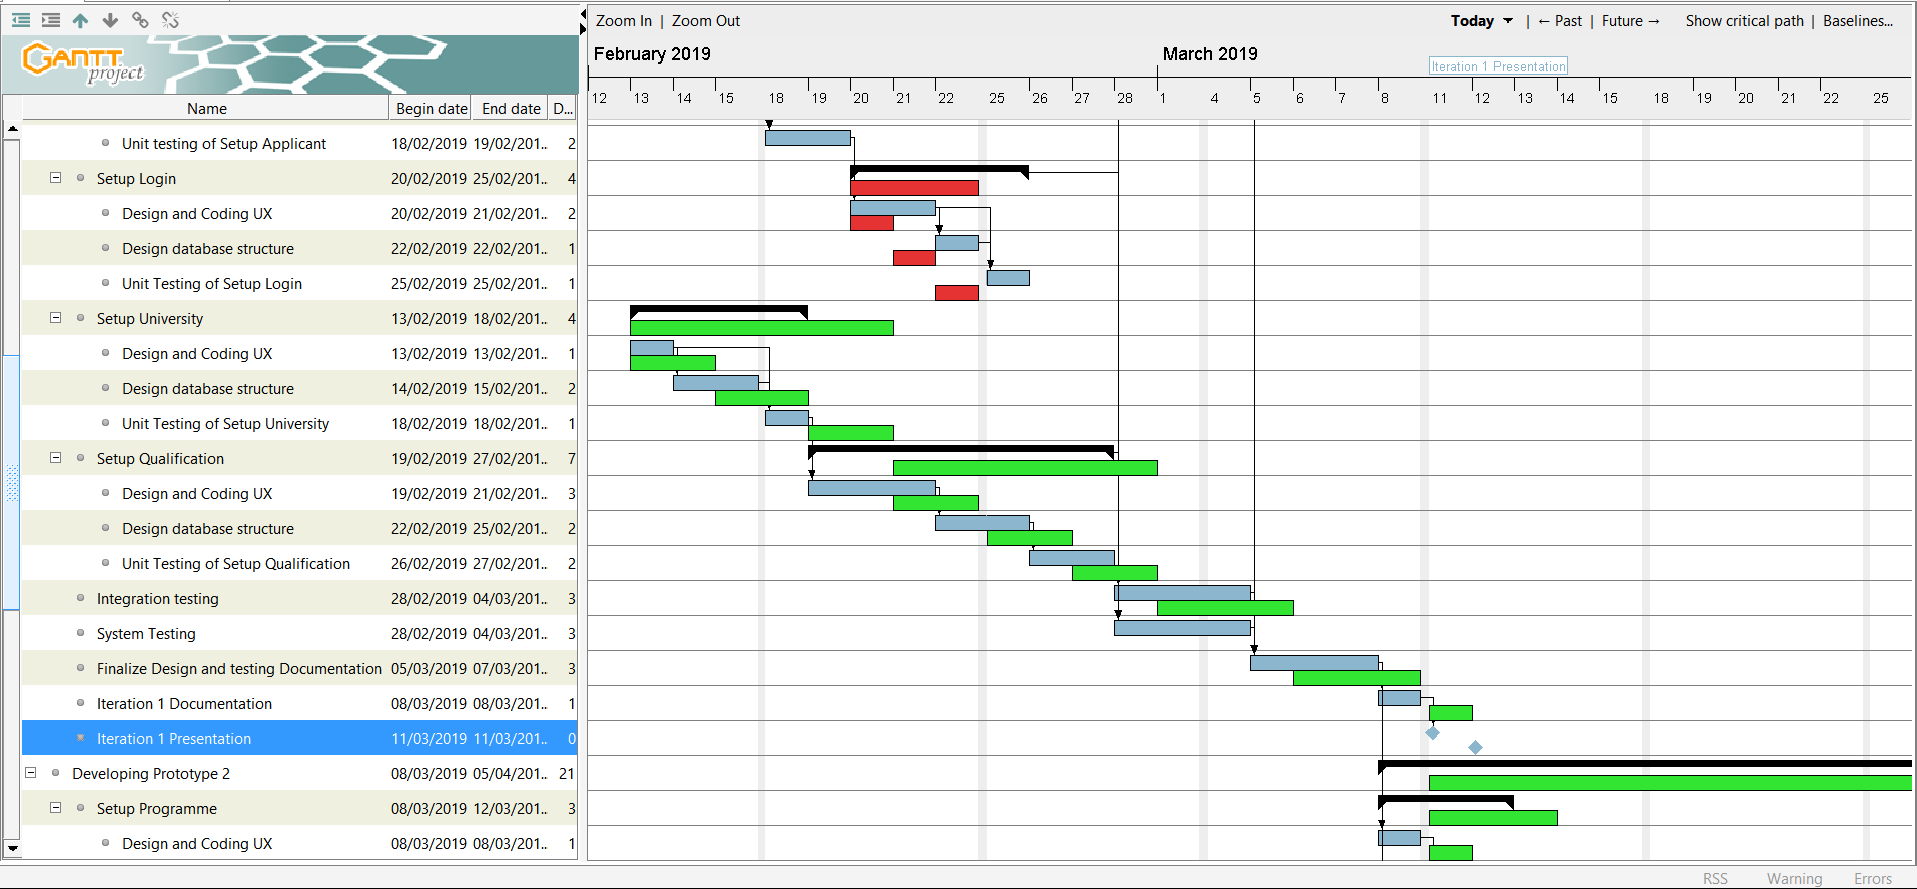 Zoom In | Zoom Out
Today | ← Past | Future → Show critical path | Baselines...
GANTT
project
February 2019
March 2019
Iteration 1 Presentation
12 13 14 15 18 19 20 21 22 25 26 27 28 1 4 5 6 7 8 11 12 13 14 15 18 19 20 21 22 25
Name Begin date End date D...
Unit testing of Setup Applicant 18/02/2019 19/02/201... 2
Setup Login 20/02/2019 25/02/201... 4
Design and Coding UX 20/02/2019 21/02/201... 2
Design database structure 22/02/2019 22/02/201... 1
Unit Testing of Setup Login 25/02/2019 25/02/201... 1
Setup University 13/02/2019 18/02/201... 4
Design and Coding UX 13/02/2019 13/02/201... 1
Design database structure 14/02/2019 15/02/201... 2
Unit Testing of Setup University 18/02/2019 18/02/201... 1
Setup Qualification 19/02/2019 27/02/201... 7
Design and Coding UX 19/02/2019 21/02/201... 3
Design database structure 22/02/2019 25/02/201... 2
Unit Testing of Setup Qualification 26/02/2019 27/02/201... 2
Integration testing 28/02/2019 04/03/201... 3
System Testing 28/02/2019 04/03/201... 3
Finalize Design and testing Documentation 05/03/2019 07/03/201... 3
Iteration 1 Documentation 08/03/2019 08/03/201... 1
Iteration 1 Presentation 11/03/2019 11/03/201... 0
Developing Prototype 2 08/03/2019 05/04/201... 21
Setup Programme 08/03/2019 12/03/201... 3
Design and Coding UX 08/03/2019 08/03/201... 1
RSS Warning Errors